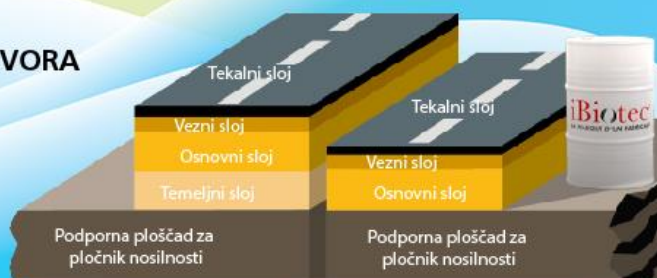 VORA
Tekalni sloj
Vezni sloj
Osnovni sloj
Temeljni sloj
Podporna ploščad za
pločnik nosilnosti
Tekalni sloj
Vezni sloj
Osnovni sloj
Podporna ploščad za
pločnik nosilnosti
iBiotec